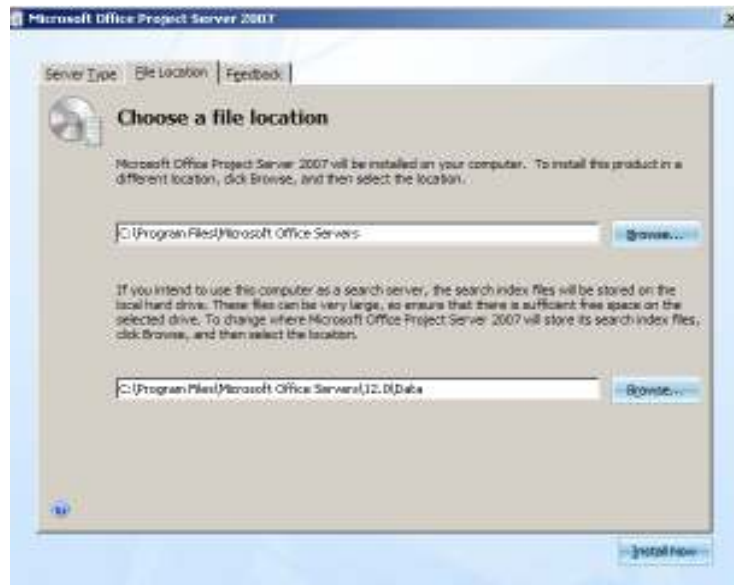 Microsoft Office Project Server 2007
Server Type File Location Feedback
Choose a file location
Microsoft Office Project Server 2007 will be installed on your computer. To install this product in a
different location, click Browse, and then select the location.
C:\Program Files\Microsoft Office Servers
Browse...
If you intend to use this computer as a search server, the search index files will be stored on the
local hard drive. These files can be very large, so ensure that there is sufficient free space on the
selected drive. To change where Microsoft Office Project Server 2007 will store its search index files,
click Browse, and then select the location.
C:\Program Files\Microsoft Office Servers\12.0\Data
Browse...
Install Now